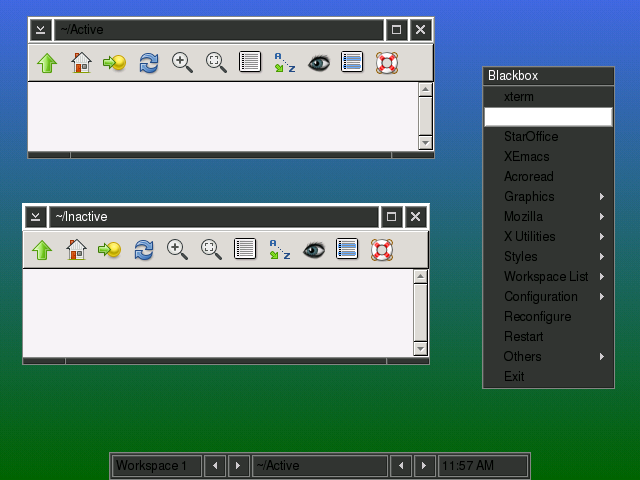 ~/Active
A
Z
~/Inactive
A
Z
Blackbox
xterm
StarOffice
XEmacs
Acroread
Graphics
Mozilla
X Utilities
Styles
Workspace List
Configuration
Reconfigure
Restart
Others
Exit
Workspace 1
~/Active
11:57 AM